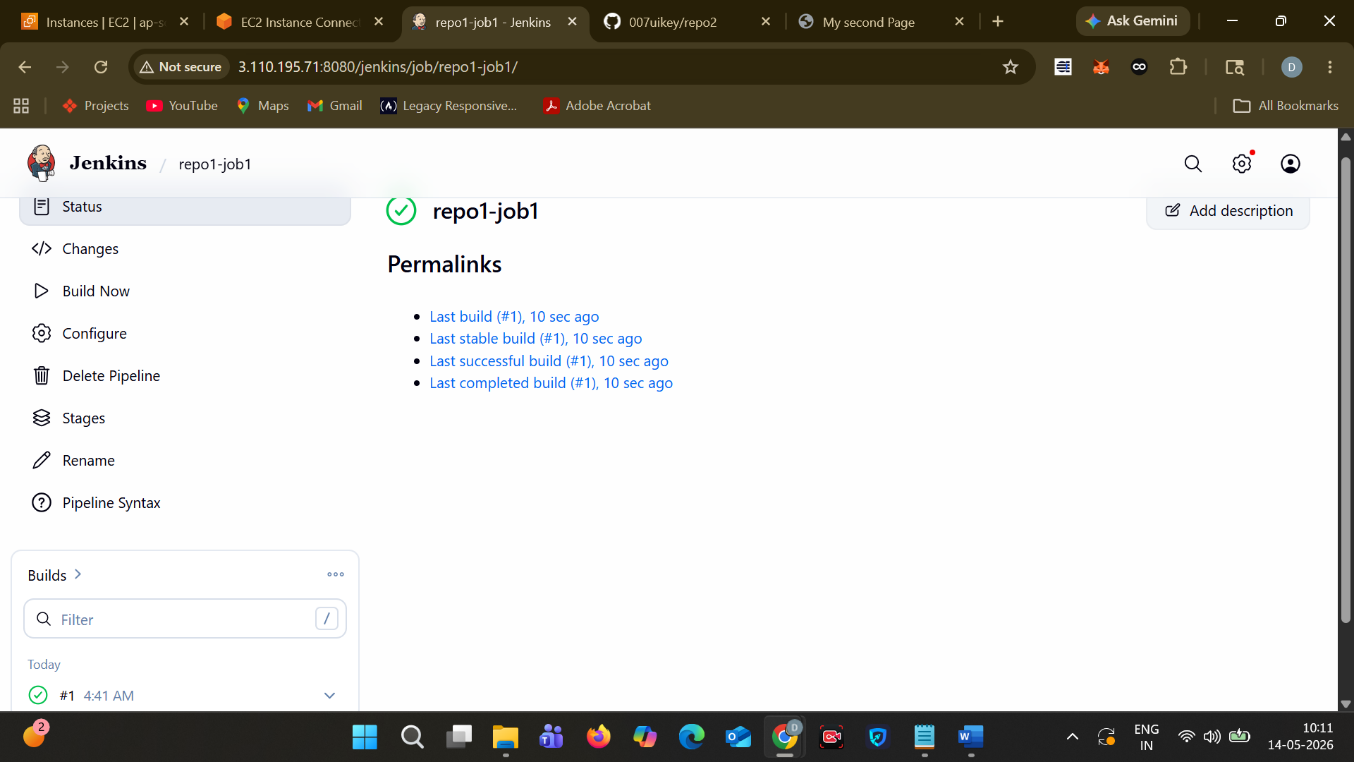 Instances | EC2 | ap-s
EC2 Instance Connect
repo1-job1 - Jenkins
007uikey/repo2
My second Page
Ask Gemini
Not secure
3.110.195.71:8080/jenkins/job/repo1-job1/
D
Projects
YouTube
Maps
Gmail
Legacy Responsive...
Adobe Acrobat
All Bookmarks
Jenkins / repo1-job1
Status
repo1-job1
Add description
Changes
Permalinks
Build Now
Last build (#1), 10 sec ago
Configure
Last stable build (#1), 10 sec ago
Last successful build (#1), 10 sec ago
Delete Pipeline
Last completed build (#1), 10 sec ago
Stages
Rename
Pipeline Syntax
Builds
Filter
/
Today
#1 4:41 AM
2
D
ENG
IN
10:11
14-05-2026